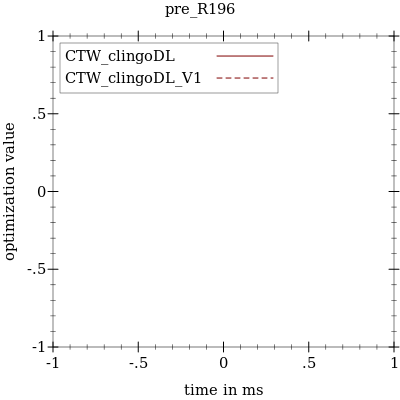 pre_R196
CTW_clingoDL
CTW_clingoDL_V1
optimization value
1
.5
0
-.5
-1
-1
-.5
0
.5
1
time in ms